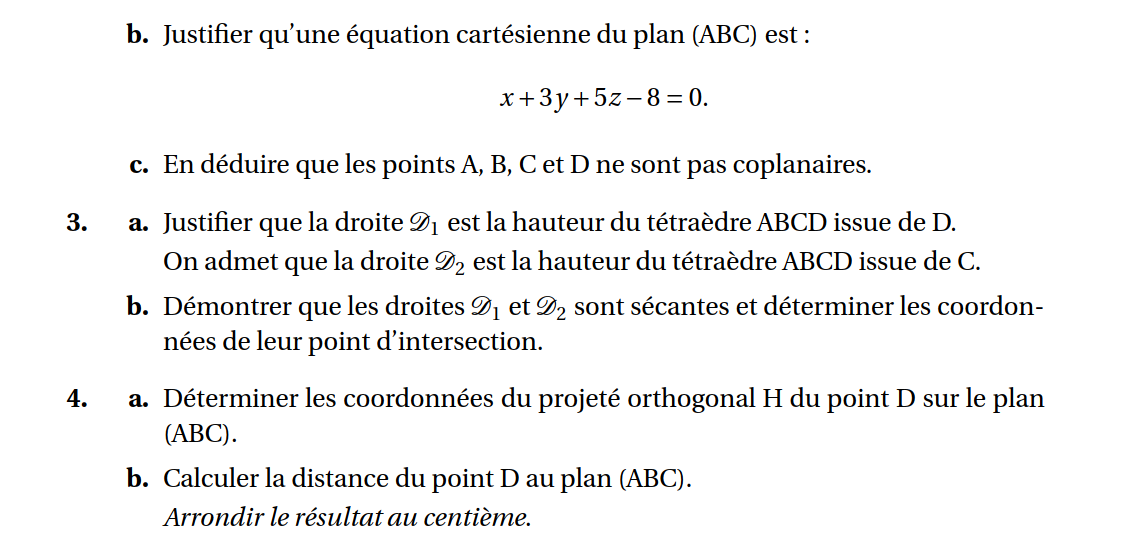 b. Justifier qu’une équation cartésienne du plan (ABC) est :
x + 3y + 5z − 8 = 0.
c. En déduire que les points A, B, C et D ne sont pas coplanaires.
3. a. Justifier que la droite 𝒟₁ est la hauteur du tétraèdre ABCD issue de D.
On admet que la droite 𝒟₂ est la hauteur du tétraèdre ABCD issue de C.
b. Démontrer que les droites 𝒟₁ et 𝒟₂ sont sécantes et déterminer les coordon-
nées de leur point d’intersection.
4. a. Déterminer les coordonnées du projeté orthogonal H du point D sur le plan
(ABC).
b. Calculer la distance du point D au plan (ABC).
Arrondir le résultat au centième.